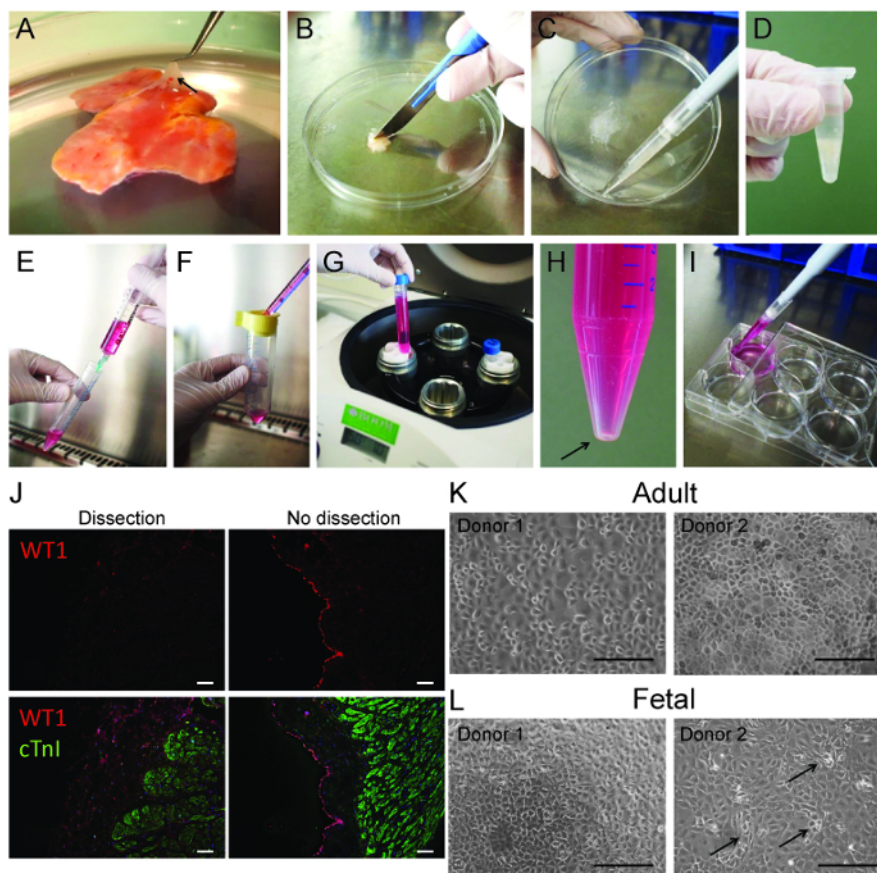 A
B
C
D
E
F
G
H
I
J
Dissection
No dissection
WT1
WT1
cTnI
K
Adult
Donor 1
Donor 2
L
Fetal
Donor 1
Donor 2